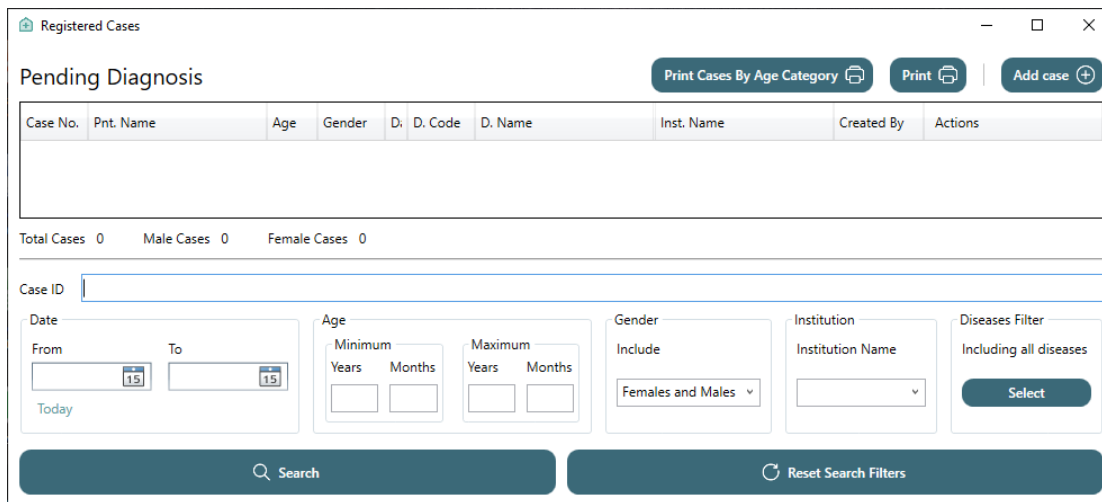 Registered Cases
Pending Diagnosis
Print Cases By Age Category
Print
Add case
Case No. Pnt. Name Age Gender D. D. Code D. Name Inst. Name Created By Actions
Total Cases 0 Male Cases 0 Female Cases 0
Case ID
Date Age Gender Institution Diseases Filter
From To Minimum Maximum Include Institution Name Including all diseases
Years Months Years Months
15 15
Females and Males
Select
Today
Search Reset Search Filters